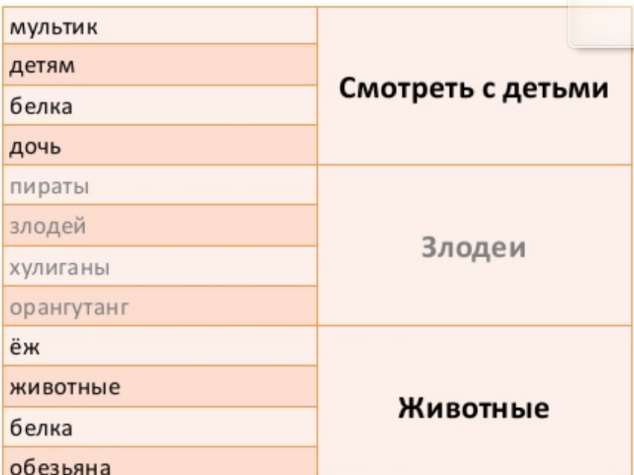 мультик
детям
белка
дочь
Смотреть с детьми
пираты
злодей
хулиганы
орангутанг
Злодеи
ёж
животные
белка
обезьяна
Животные